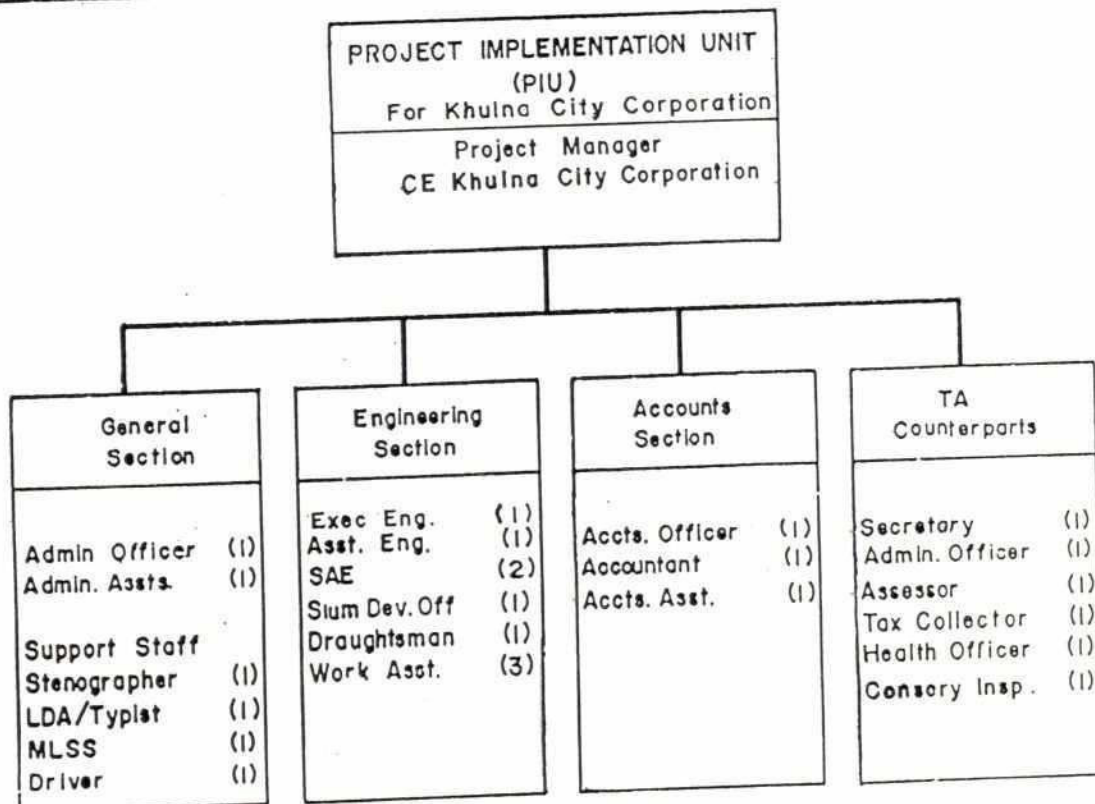 PROJECT IMPLEMENTATION UNIT
(PIU)
For Khulna City Corporation
Project Manager
CE Khulna City Corporation
General
Section
Admin Officer (1)
Admin. Assts. (1)
Support Staff
Stenographer (1)
LDA/Typist (1)
MLSS (1)
Driver (1)
Engineering
Section
Exec Eng. (1)
Asst. Eng. (1)
SAE (2)
Slum Dev. Off (1)
Draughtsman (1)
Work Asst. (3)
Accounts
Section
Accts. Officer (1)
Accountant (1)
Accts. Asst. (1)
TA
Counterparts
Secretary (1)
Admin. Officer (1)
Assessor (1)
Tax Collector (1)
Health Officer (1)
Consery Insp. (1)